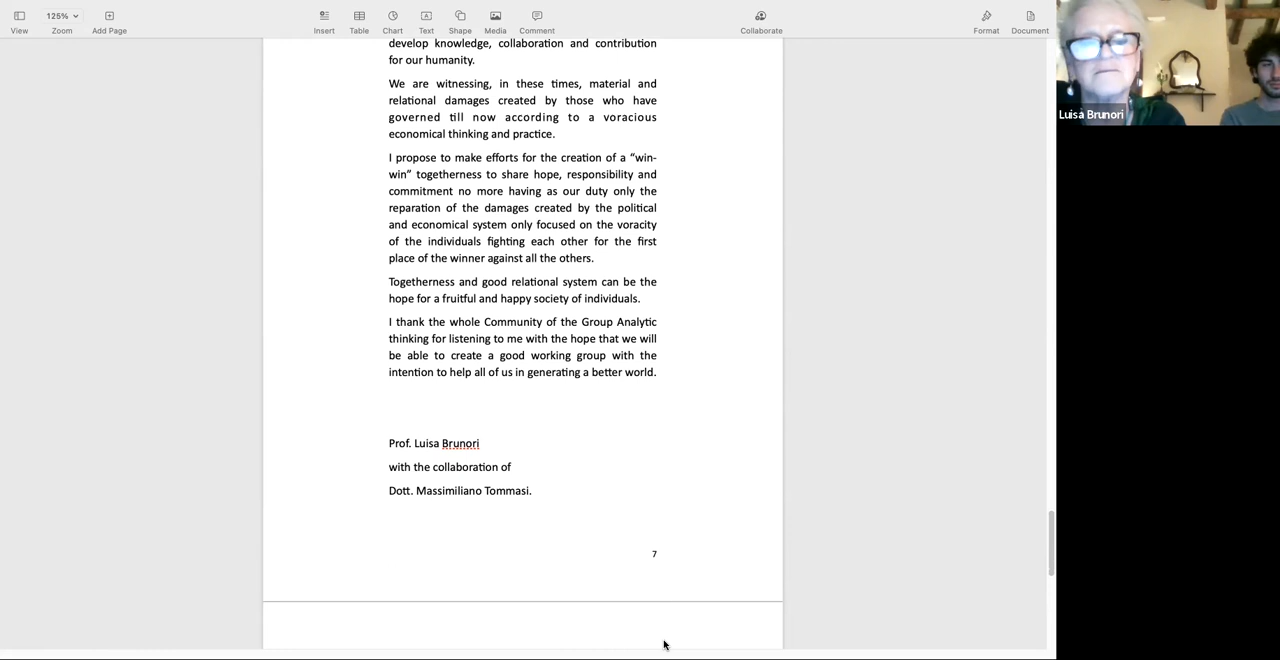 125%
View
Zoom
Add Page
Insert
Table
Chart
Text
Shape
Media
Comment
Collaborate
Format
Document
develop knowledge, collaboration and contribution
for our humanity.
We are witnessing, in these times, material and
relational damages created by those who have
governed till now according to a voracious
economical thinking and practice.
I propose to make efforts for the creation of a “win-
win” togetherness to share hope, responsibility and
commitment no more having as our duty only the
reparation of the damages created by the political
and economical system only focused on the voracity
of the individuals fighting each other for the first
place of the winner against all the others.
Togetherness and good relational system can be the
hope for a fruitful and happy society of individuals.
I thank the whole Community of the Group Analytic
thinking for listening to me with the hope that we will
be able to create a good working group with the
intention to help all of us in generating a better world.
Prof. Luisa Brunori
with the collaboration of
Dott. Massimiliano Tommasi.
7
Luisa Brunori